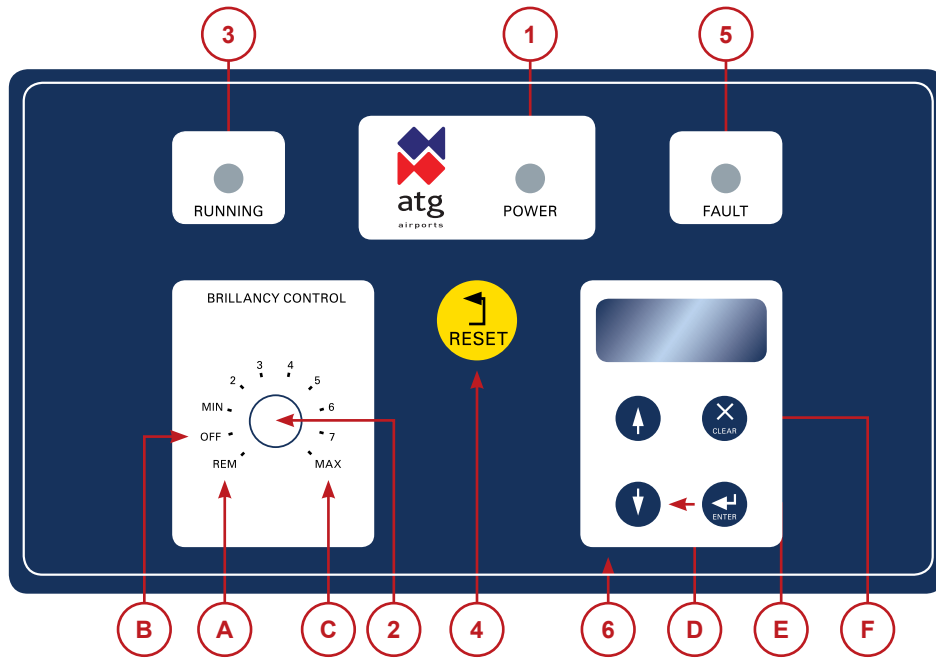 3
1
5
RUNNING
atg
airports
POWER
FAULT
BRILLANCY CONTROL
RESET
3
4
2
5
MIN
6
OFF
7
REM
MAX
CLEAR
ENTER
B
A
C
2
4
6
D
E
F